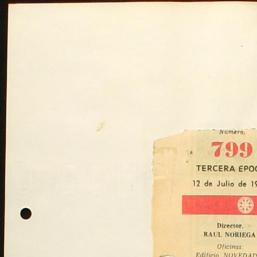 Número,
799
TERCERA EPOC
12 de Julio de 19
Director,
RAUL NORIEGA
Oficinas
Edificio NOVEDAD